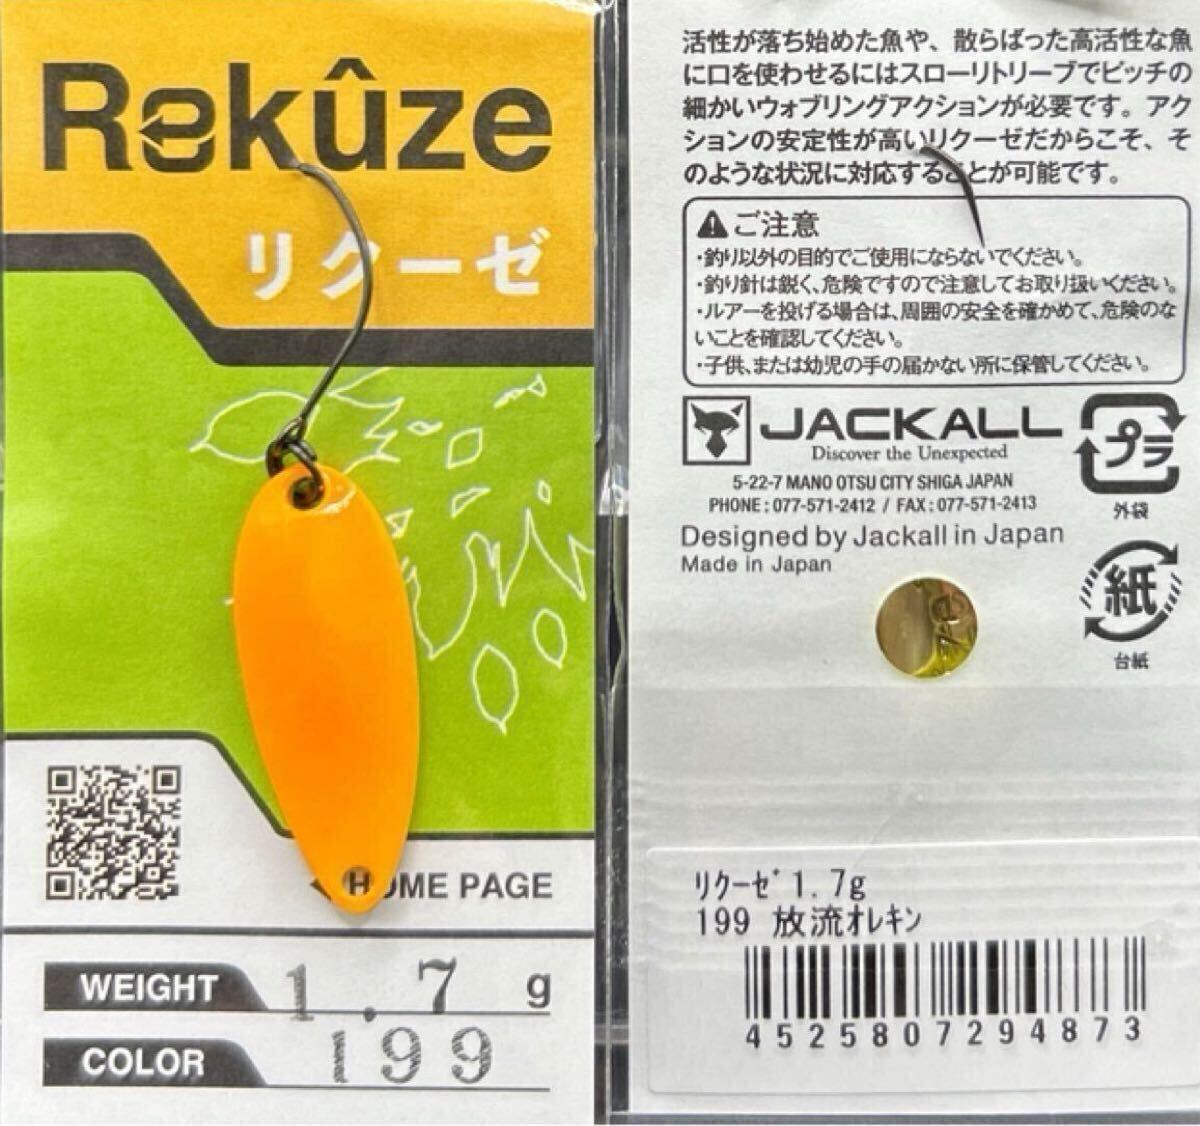 Rekûze
リクーゼ
HOME PAGE
WEIGHT 1.7 g
COLOR 199
活性が落ち始めた魚や、散らばった高活性な魚
に口を使わせるにはスローリトリーブでピッチの
細かいウォブリングアクションが必要です。アク
ションの安定性が高いリクーゼだからこそ、そ
のような状況に対応することが可能です。
ご注意
・釣り以外の目的でご使用にならないでください。
・釣り針は鋭く、危険ですので注意してお取り扱いください。
・ルアーを投げる場合は、周囲の安全を確かめて、危険のな
いことを確認してください。
・子供、または幼児の手の届かない所に保管してください。
JACKALL
Discover the Unexpected
5-22-7 MANO OTSU CITY SHIGA JAPAN
PHONE : 077-571-2412 / FAX : 077-571-2413
Designed by Jackall in Japan
Made in Japan
プラ
外袋
紙
台紙
ﾘｸｰｾﾞ 1.7g
199 放流ｵﾚｷﾝ
4525807294873